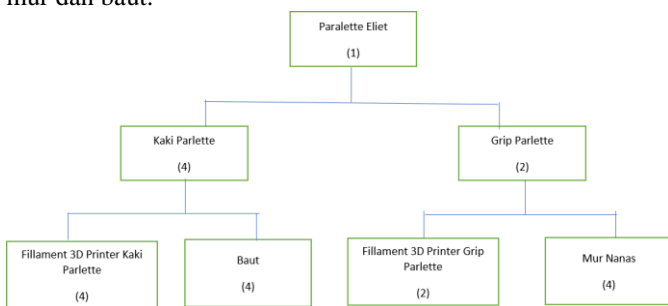 mur dan baut.
Paralette Eliet
(1)
Kaki Parlette
(4)
Grip Parlette
(2)
Fillament 3D Printer Kaki
Parlette
(4)
Baut
(4)
Fillament 3D Printer Grip
Parlette
(2)
Mur Nanas
(4)